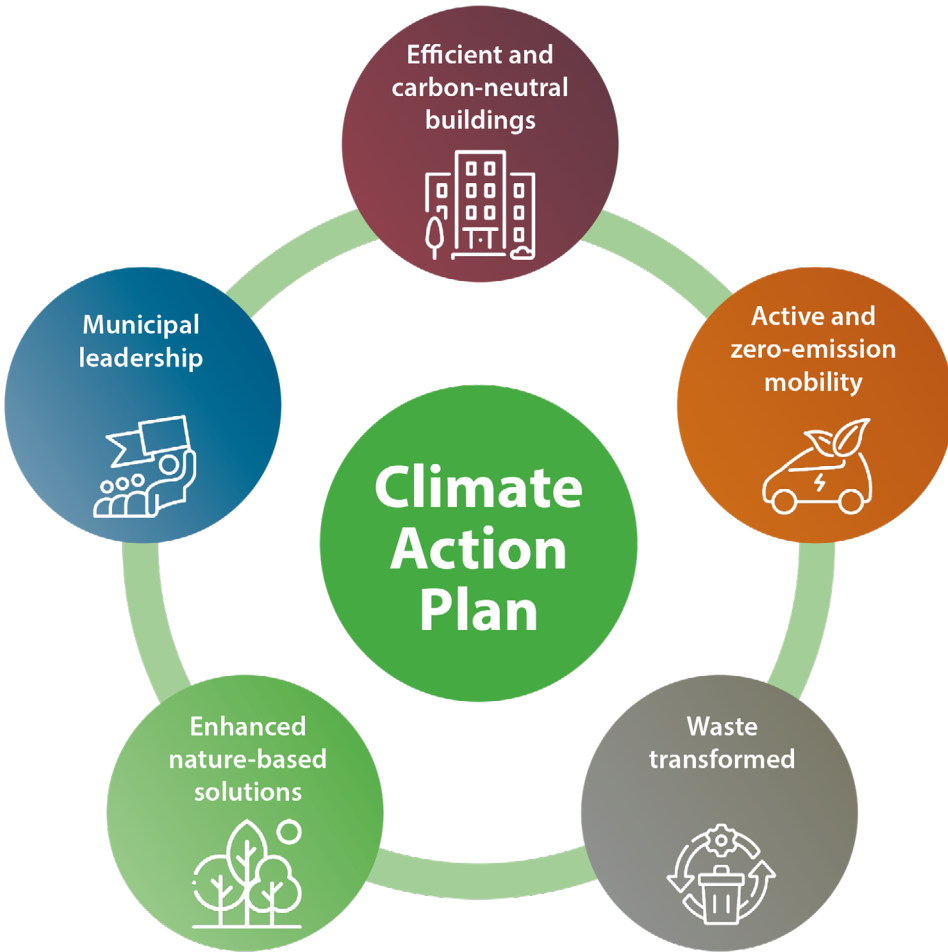 Efficient and
carbon-neutral
buildings
Municipal
leadership
Active and
zero-emission
mobility
Climate
Action
Plan
Enhanced
nature-based
solutions
Waste
transformed